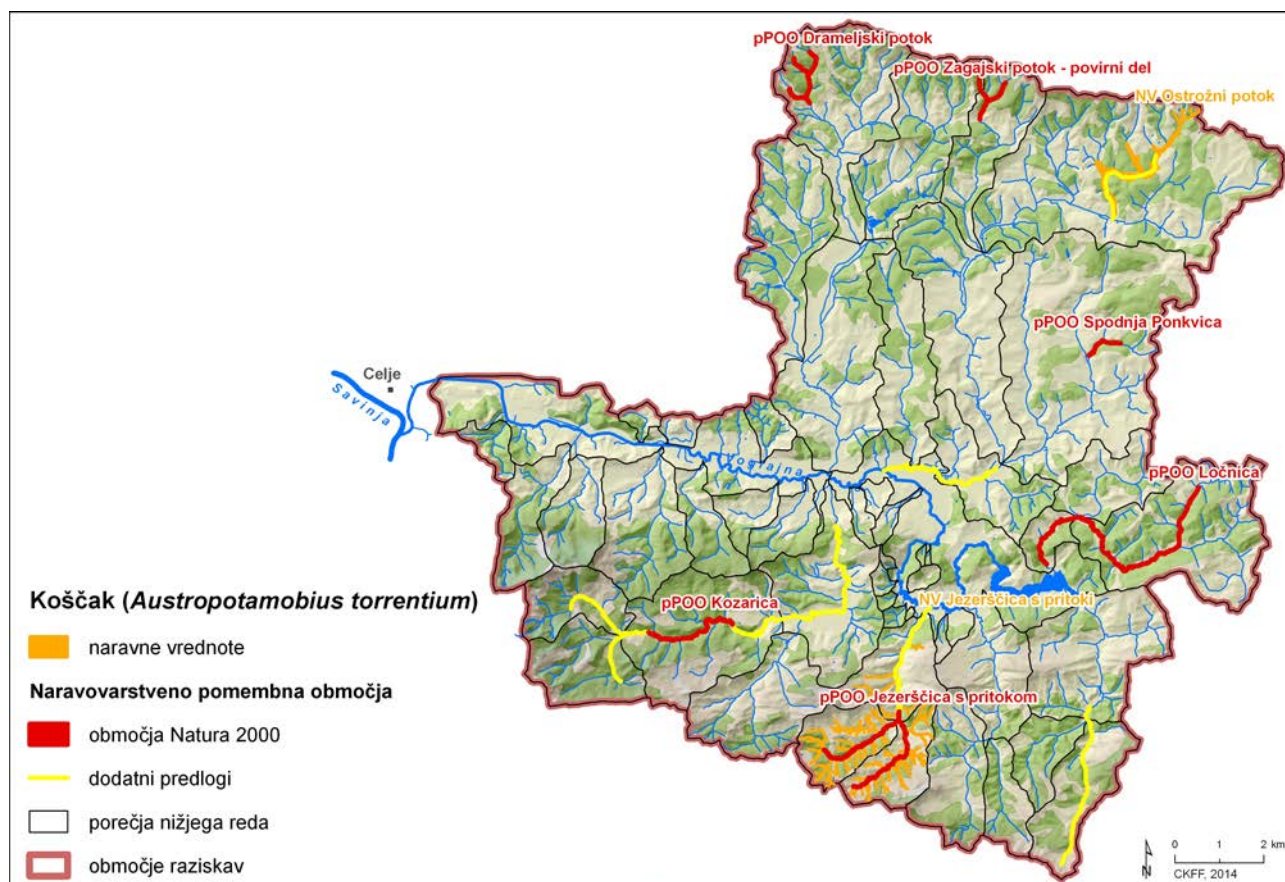 pPOO Drameljski potok
pPOO Zagajski potok - povirni del
NV Ostrožni potok
pPOO Spodnja Ponkvica
Celje
Savinja
Voglajna
pPOO Ločnica
NV Jezerščica s pritoki
pPOO Kozarica
pPOO Jezerščica s pritokom
Koščak (Austropotamobius torrentium)
naravne vrednote
Naravovarstveno pomembna območja
območja Natura 2000
dodatni predlogi
porečja nižjega reda
območje raziskav
N
0 1 2 km
CKFF, 2014